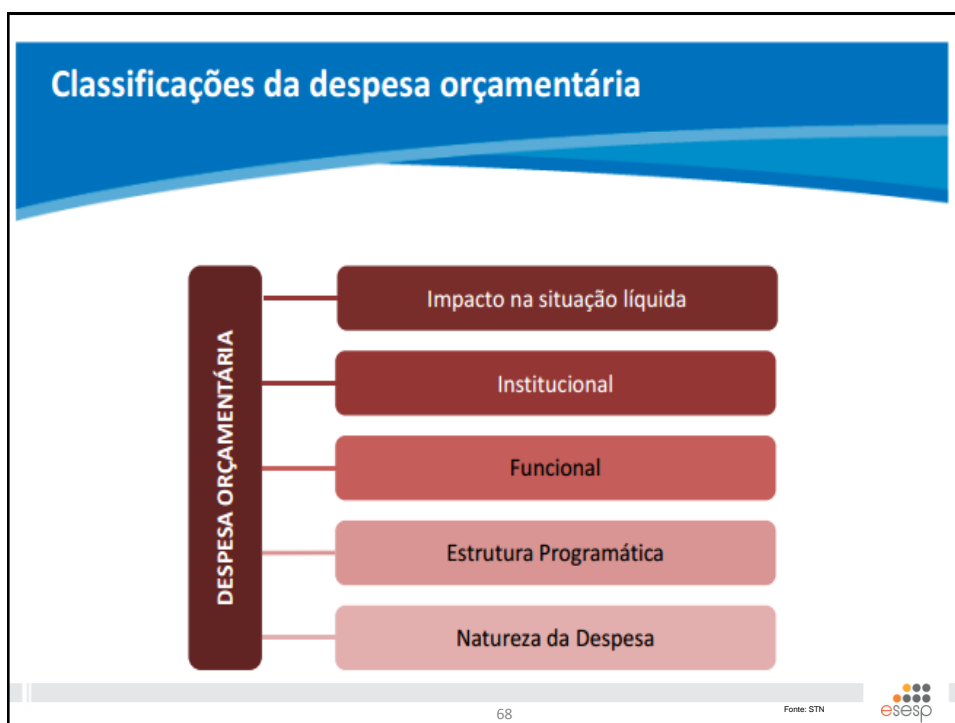 Classificações da despesa orçamentária
DESPESA ORÇAMENTÁRIA
Impacto na situação líquida
Institucional
Funcional
Estrutura Programática
Natureza da Despesa
68
Fonte: STN
esesp